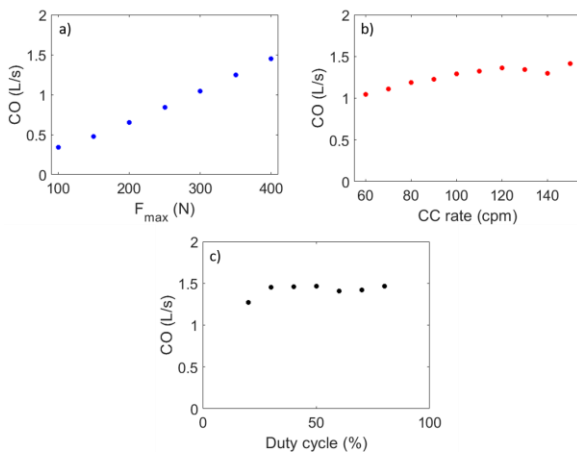 a)
CO (L/s)
2
1.5
1
0.5
0
100 200 300 400
F_max (N)
b)
CO (L/s)
2
1.5
1
0.5
0
60 80 100 120 140
CC rate (cpm)
c)
CO (L/s)
2
1.5
1
0.5
0
0 50 100
Duty cycle (%)